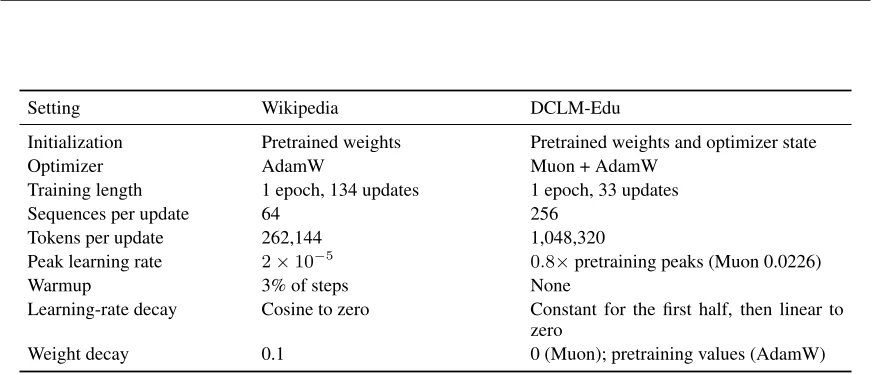 Setting Wikipedia DCLM-Edu
Initialization Pretrained weights Pretrained weights and optimizer state
Optimizer AdamW Muon + AdamW
Training length 1 epoch, 134 updates 1 epoch, 33 updates
Sequences per update 64 256
Tokens per update 262,144 1,048,320
Peak learning rate 2 × 10⁻⁵ 0.8× pretraining peaks (Muon 0.0226)
Warmup 3% of steps None
Learning-rate decay Cosine to zero Constant for the first half, then linear to
zero
Weight decay 0.1 0 (Muon); pretraining values (AdamW)